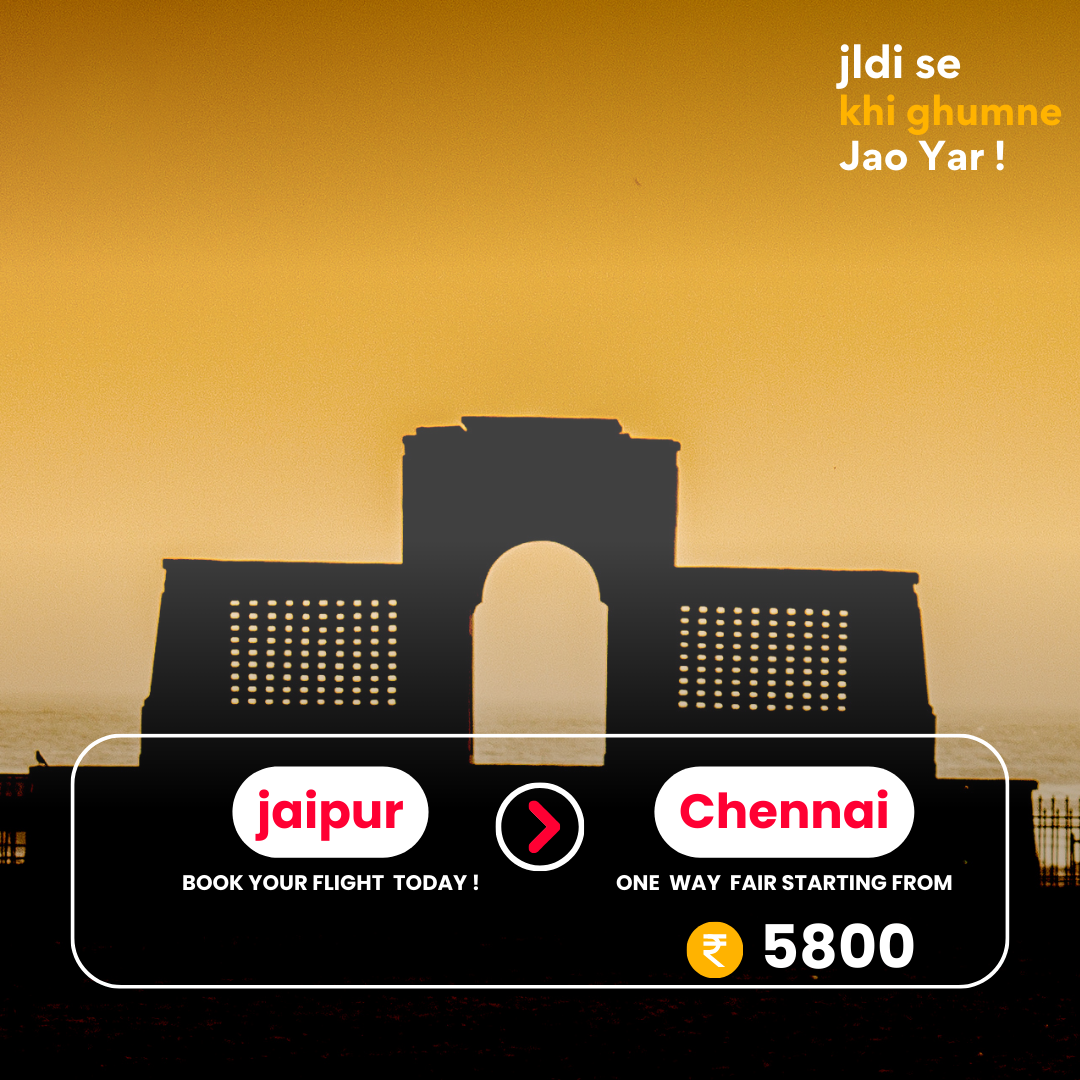 jldi se
khi ghumne
Jao Yar !
jaipur
Chennai
BOOK YOUR FLIGHT TODAY !
ONE WAY FAIR STARTING FROM
₹ 5800